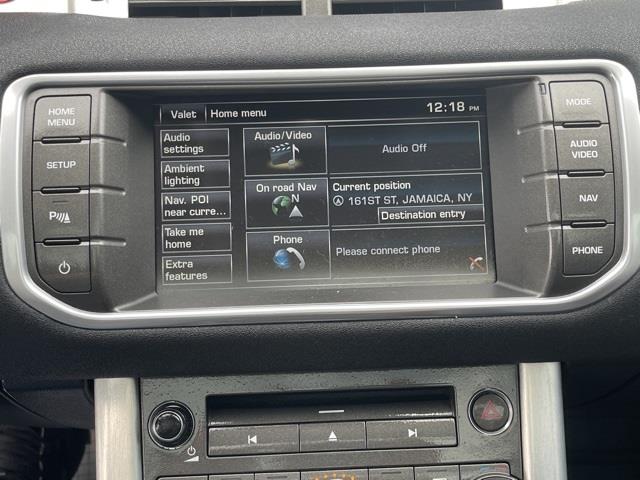 Valet Home menu 12:18 PM
HOME
MENU
SETUP
P
MODE
AUDIO
VIDEO
NAV
PHONE
Audio
settings
Ambient
lighting
Nav. POI
near curre...
Take me
home
Extra
features
Audio/Video
Audio Off
On road Nav
N
Current position
161ST ST, JAMAICA, NY
Destination entry
Phone
Please connect phone